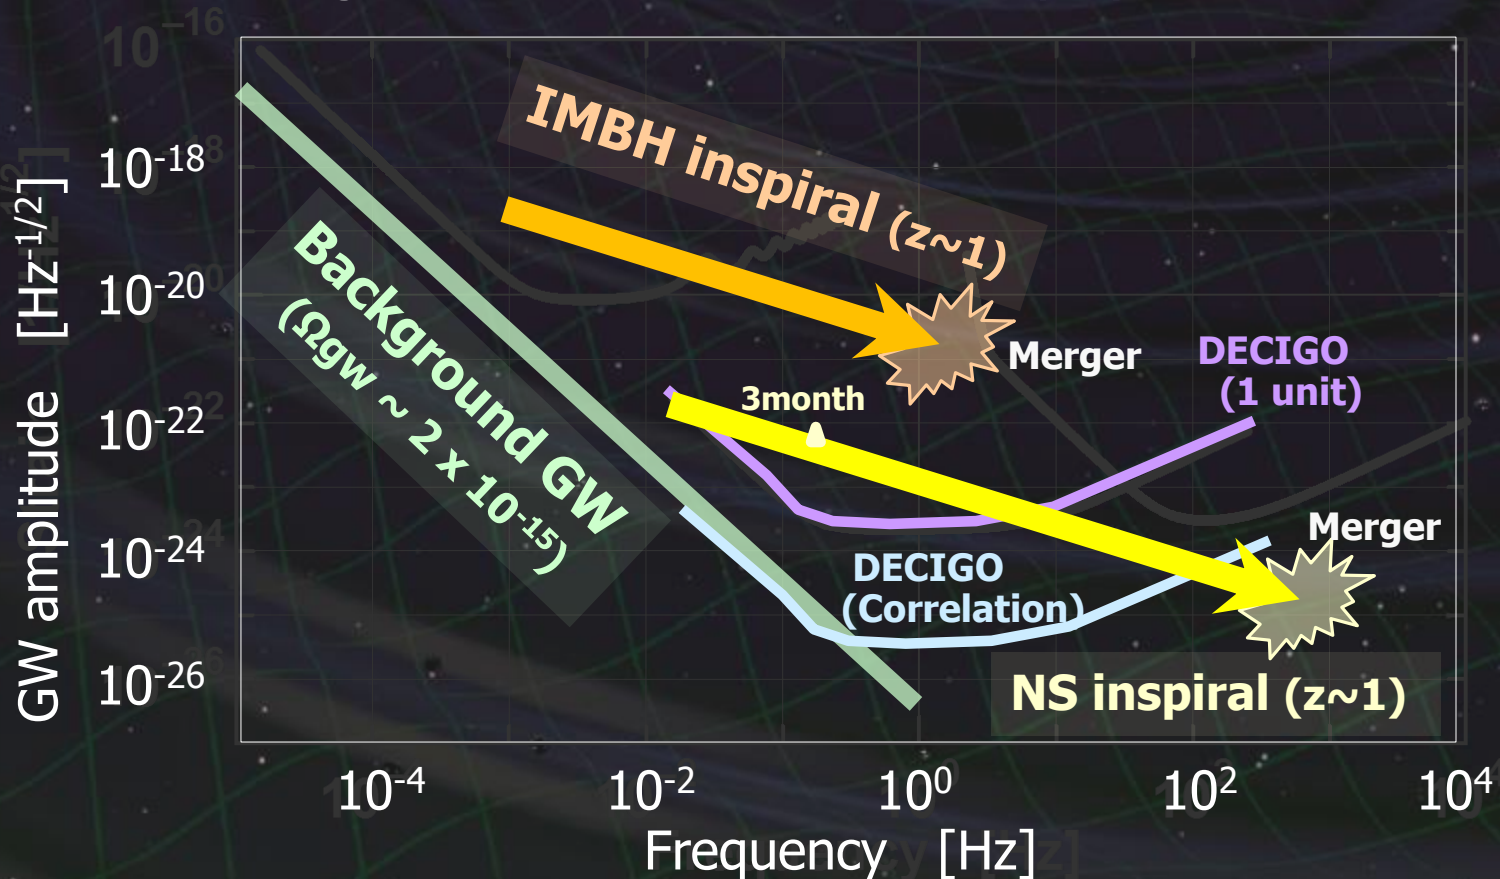 10⁻¹⁶
IMBH inspiral (z~1)
10⁻¹⁸
Background GW
(Ωgw ~ 2 x 10⁻¹⁵)
10⁻²⁰
Merger
DECIGO
(1 unit)
3month
10⁻²²
Merger
10⁻²⁴
DECIGO
(Correlation)
10⁻²⁶
NS inspiral (z~1)
GW amplitude [Hz⁻¹/²]
10⁻⁴ 10⁻² 10⁰ 10² 10⁴
Frequency [Hz]